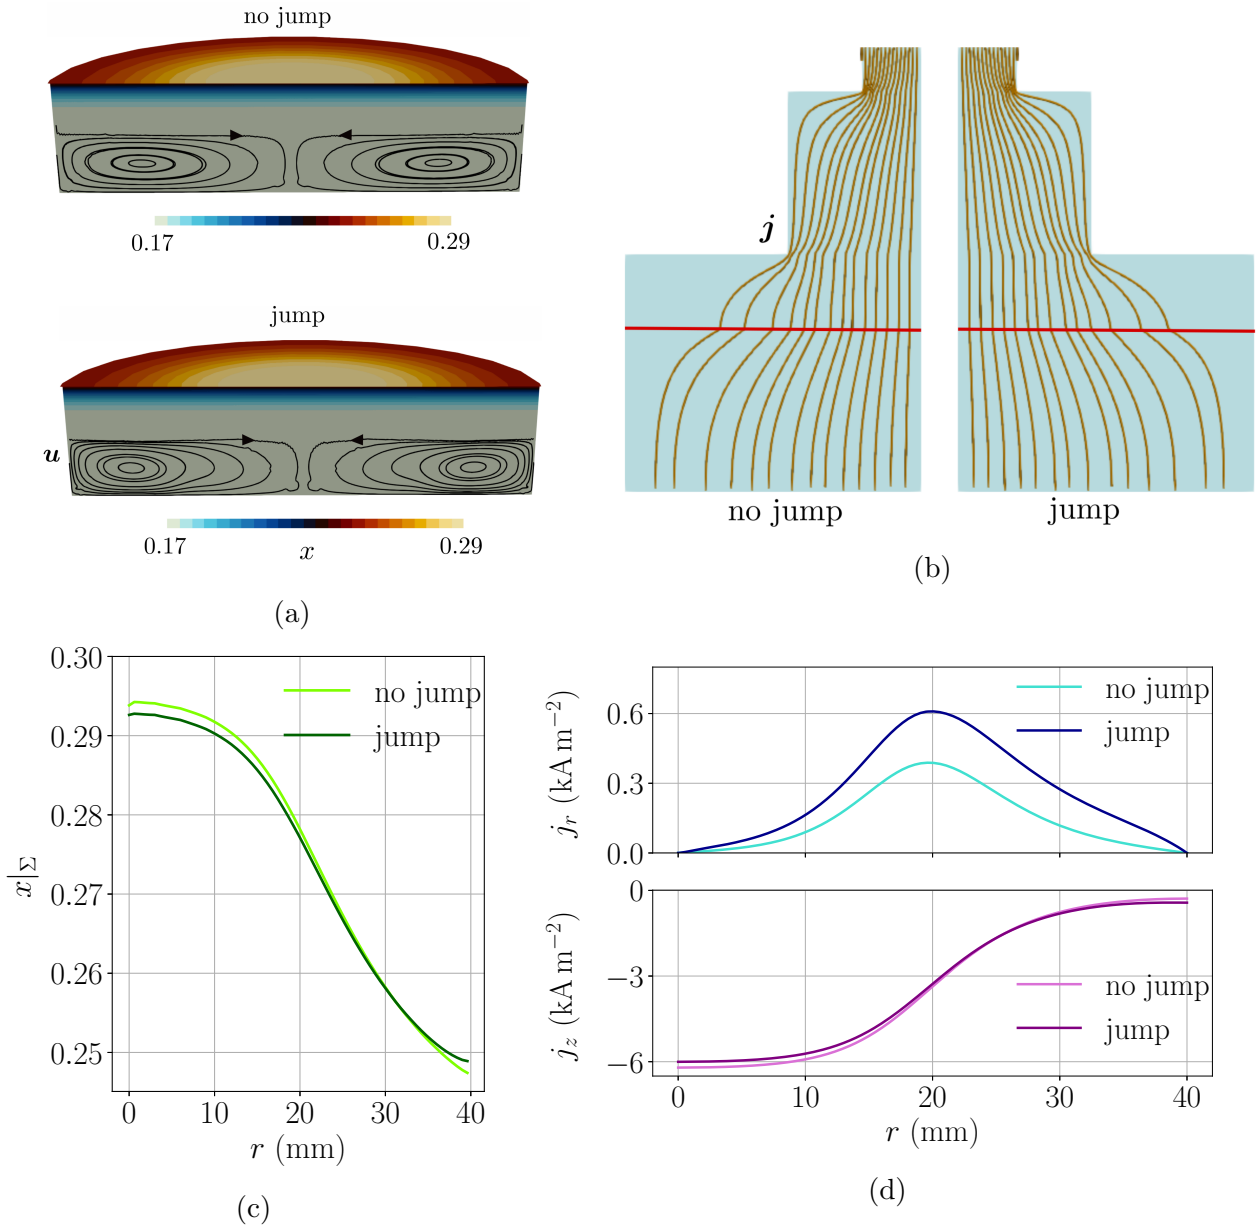 no jump
0.17 0.29
jump
u
0.17 0.29
x
(a)
j
no jump jump
(b)
0.30
0.29
0.28
0.27
0.26
0.25
x|Σ
no jump
jump
0 10 20 30 40
r (mm)
(c)
0.6
0.3
0.0
j_r (kA m⁻²)
no jump
jump
0
−3
−6
j_z (kA m⁻²)
no jump
jump
0 10 20 30 40
r (mm)
(d)